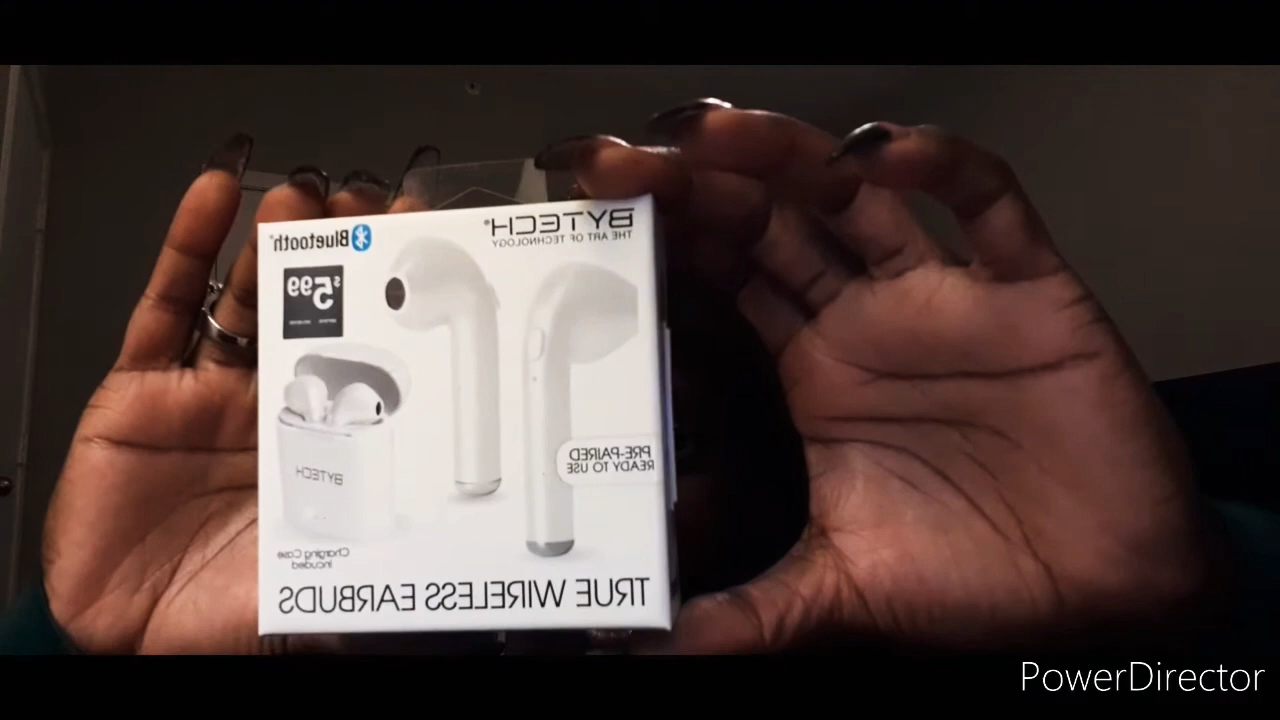 BYTECH®
THE ART OF TECHNOLOGY
Bluetooth®
$5.99
PRE-PAIRED
READY TO USE
BYTECH
Charging Case
Included
TRUE WIRELESS EARBUDS
PowerDirector